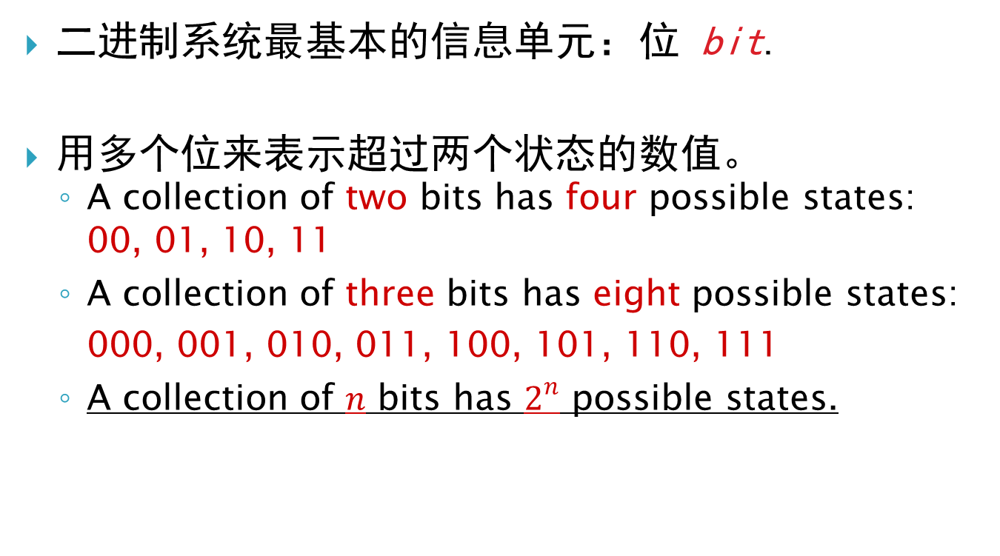 二进制系统最基本的信息单元：位 bit.
用多个位来表示超过两个状态的数值。
A collection of two bits has four possible states:
00, 01, 10, 11
A collection of three bits has eight possible states:
000, 001, 010, 011, 100, 101, 110, 111
A collection of n bits has 2ⁿ possible states.